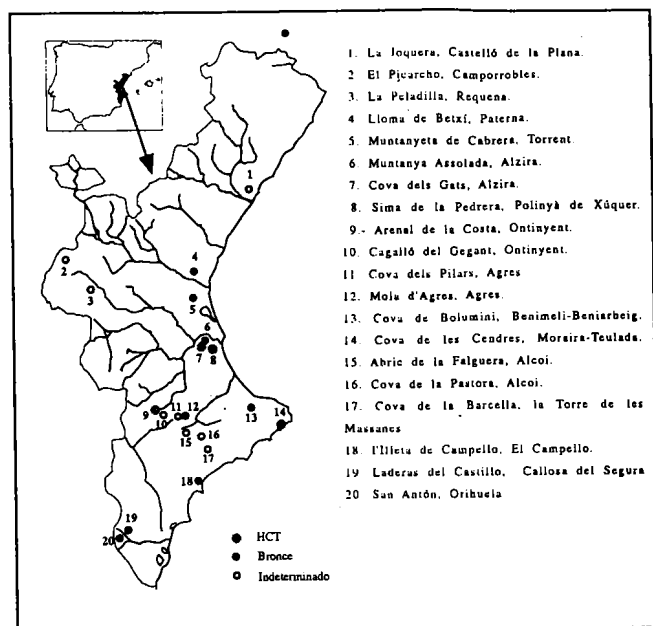 1. La Joquera, Castelló de la Plana.
2 El Picarcho, Camporrobles.
3. La Peladilla, Requena.
4 Lloma de Betxí, Paterna.
5 Muntanyeta de Cabrera, Torrent
6. Muntanya Assolada, Alzira.
7. Cova dels Gats, Alzira.
8. Sima de la Pedrera, Polinyà de Xúquer.
9.- Arenal de la Costa, Ontinyent.
10. Cagalló del Gegant, Ontinyent.
11 Cova dels Pilars, Agres
12. Mola d'Agres, Agres
13. Cova de Bolumini, Benimeli-Beniarbeig.
14. Cova de les Cendres, Moraira-Teulada.
15. Abric de la Falguera, Alcoi.
16. Cova de la Pastora, Alcoi.
17. Cova de la Barcella, la Torre de les
Massanes
18. l'Illeta de Campello, El Campello.
19 Laderas del Castillo, Callosa del Segura
20 San Antón, Orihuela
1
2
3
4
5
6
7
8
9
10
11
12
13
14
15
16
17
18
19
20
HCT
Bronce
Indeterminado